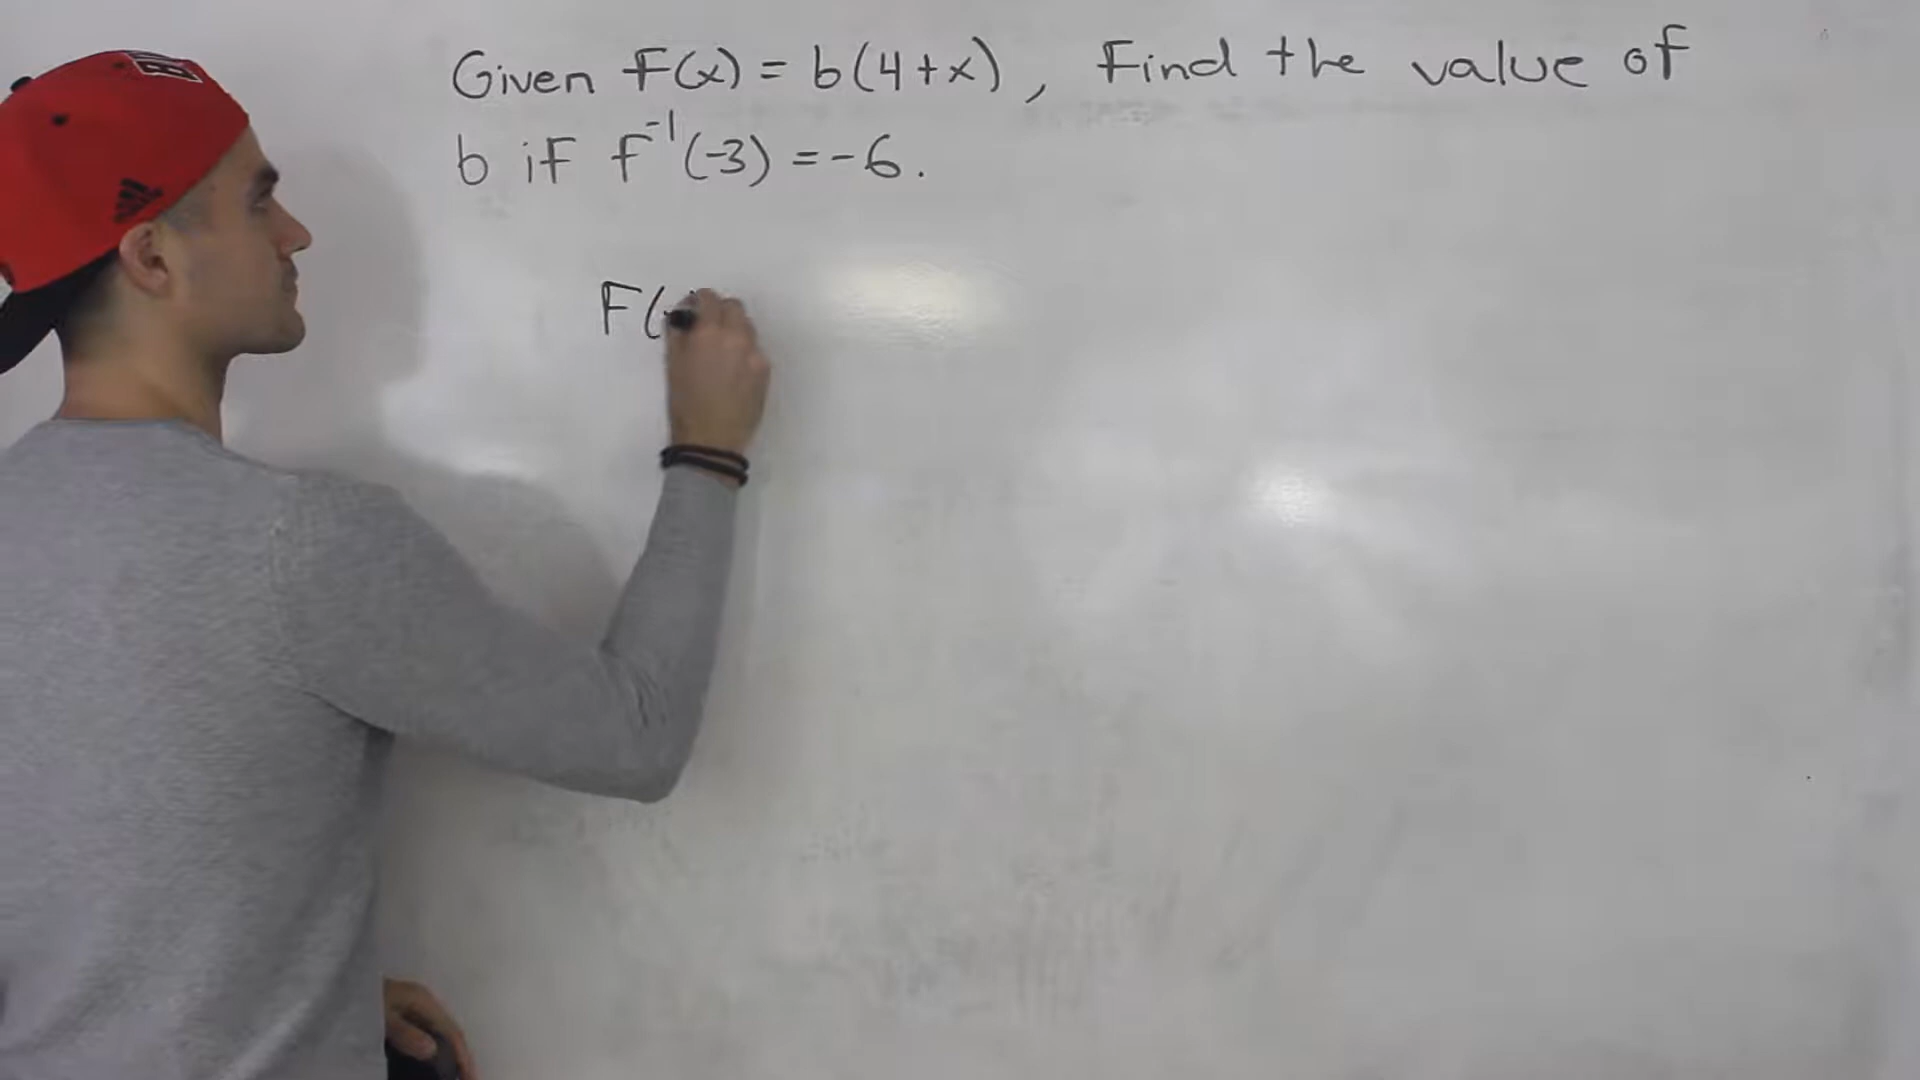 Given F(x) = b(4+x), Find the value of
b if f⁻¹(-3) = -6.
F(-